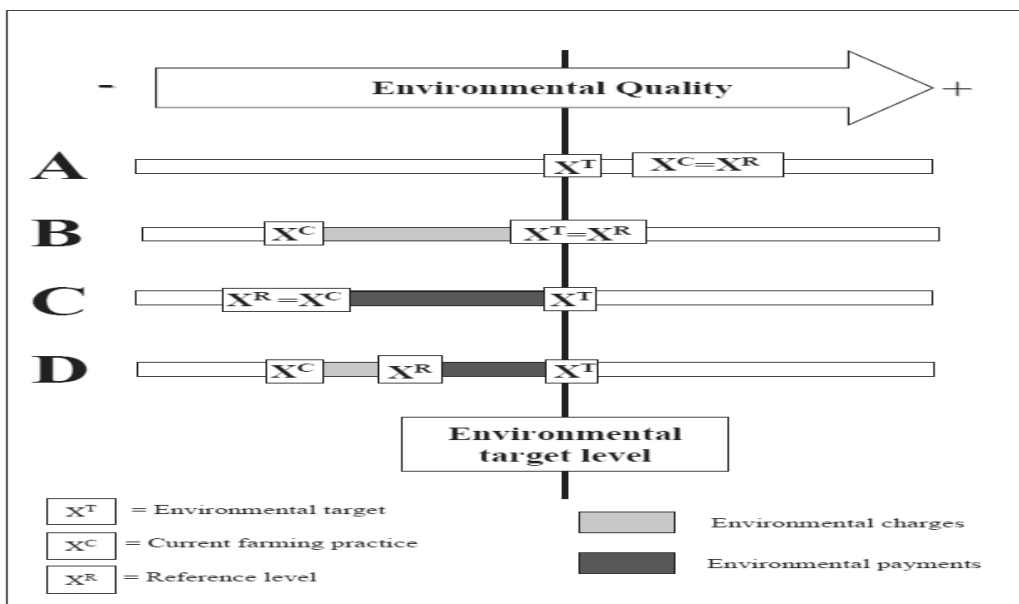 - Environmental Quality +
A Xᵀ Xᶜ=Xᴿ
B Xᶜ Xᵀ=Xᴿ
C Xᴿ =Xᶜ Xᵀ
D Xᶜ Xᴿ Xᵀ
Environmental
target level
Xᵀ = Environmental target
Xᶜ = Current farming practice
Xᴿ = Reference level
Environmental charges
Environmental payments